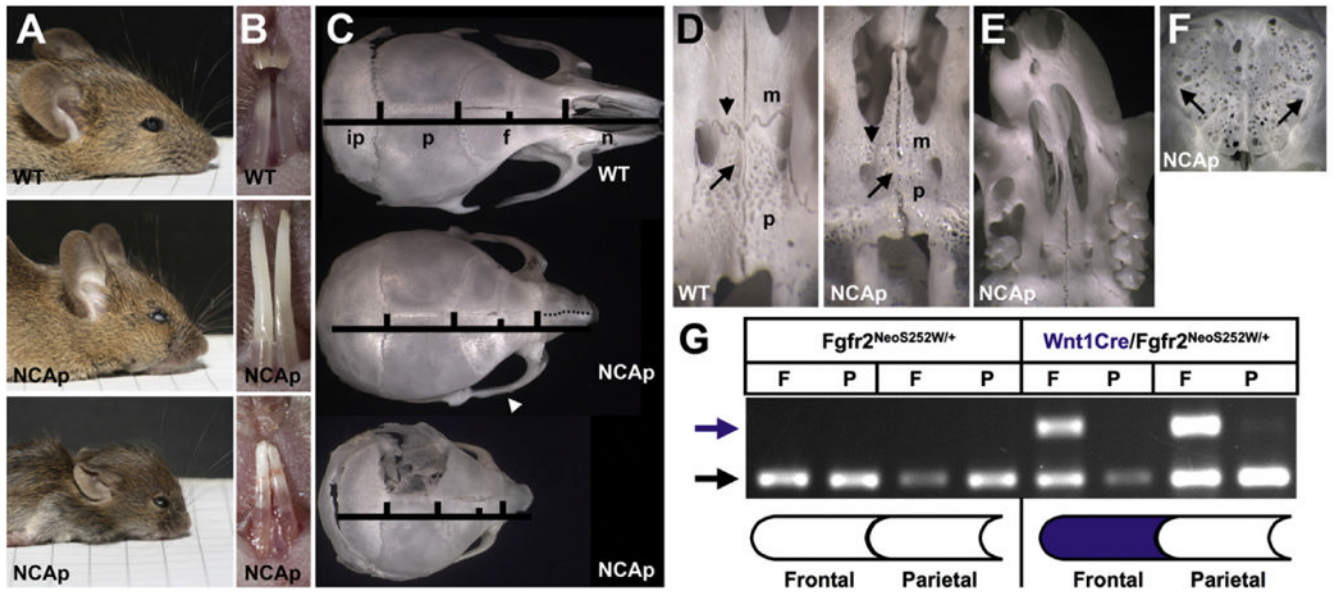 A
B
C
D
E
F
WT
WT
ip
p
f
n
WT
m
p
WT
m
p
NCAp
NCAp
NCAp
NCAp
NCAp
NCAp
NCAp
NCAp
G
Fgfr2NeoS252W/+
Wnt1Cre/Fgfr2NeoS252W/+
F P F P F P F P
NCAp
Frontal Parietal Frontal Parietal